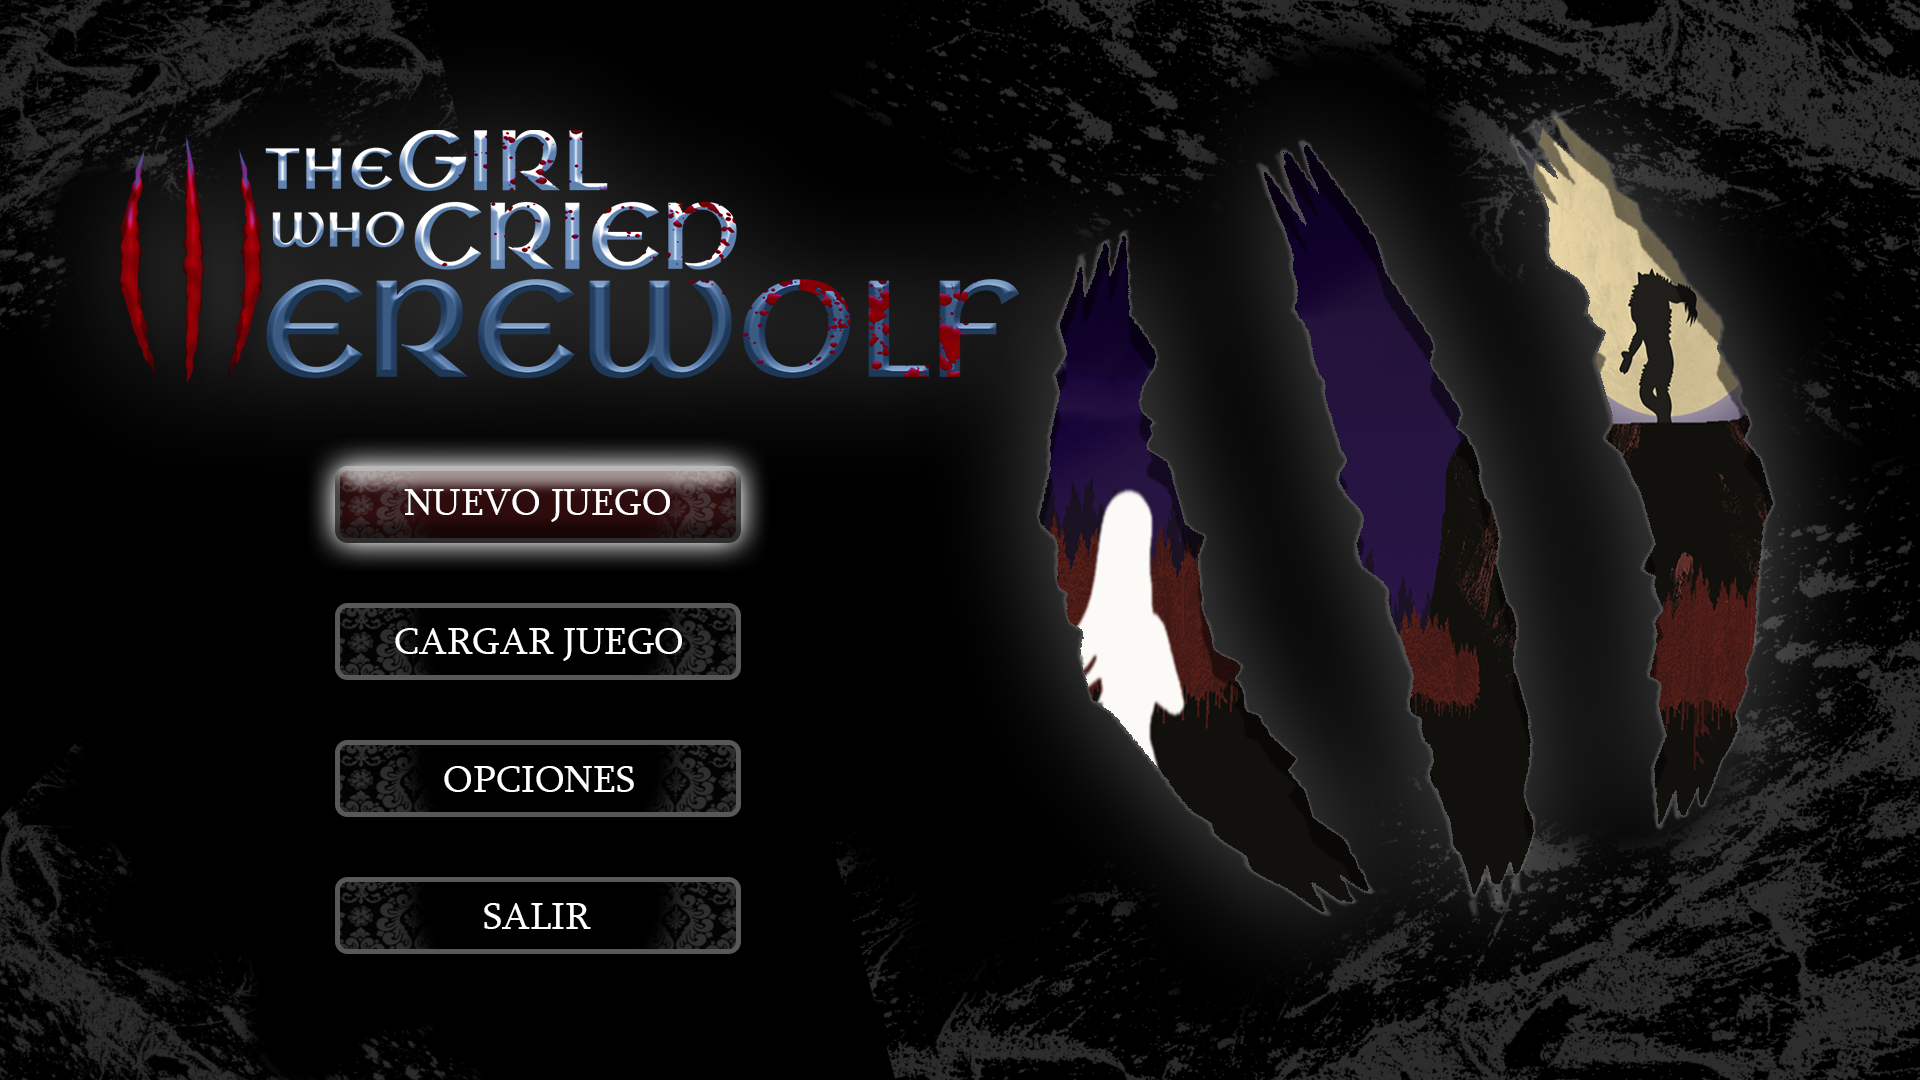 THE GIRL
WHO CRIED
WEREWOLF
NUEVO JUEGO
CARGAR JUEGO
OPCIONES
SALIR